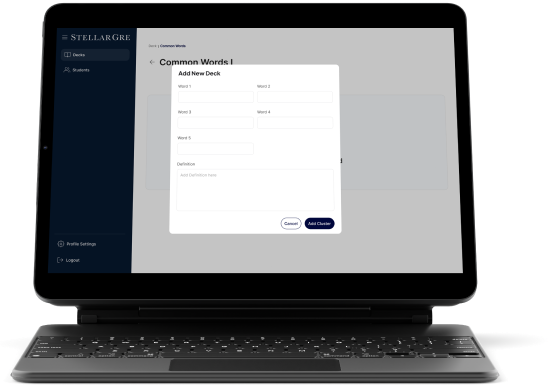 STELLARGRE
Decks
Students
Profile Settings
Logout
Common Words
Common Words I
Add New Deck
Word 1 Word 2
Word 3 Word 4
Word 5
Definition
Add Definition here
Cancel Add Cluster